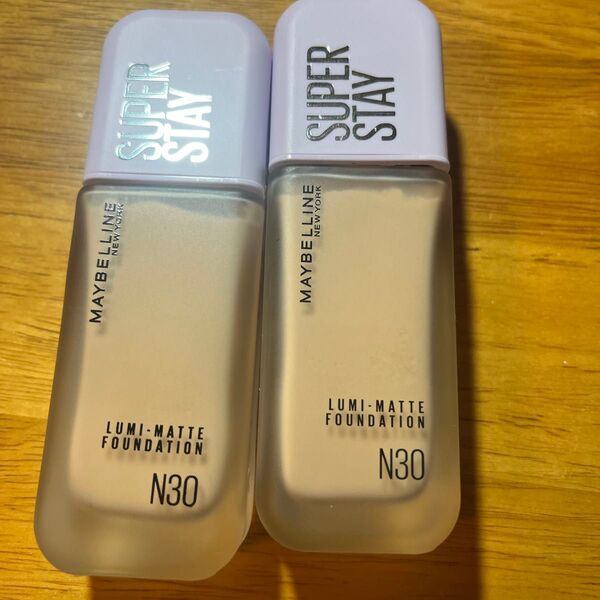 SUPER
STAY
MAYBELLINE
NEW YORK
LUMI-MATTE
FOUNDATION
N30
SUPER
STAY
MAYBELLINE
NEW YORK
LUMI-MATTE
FOUNDATION
N30